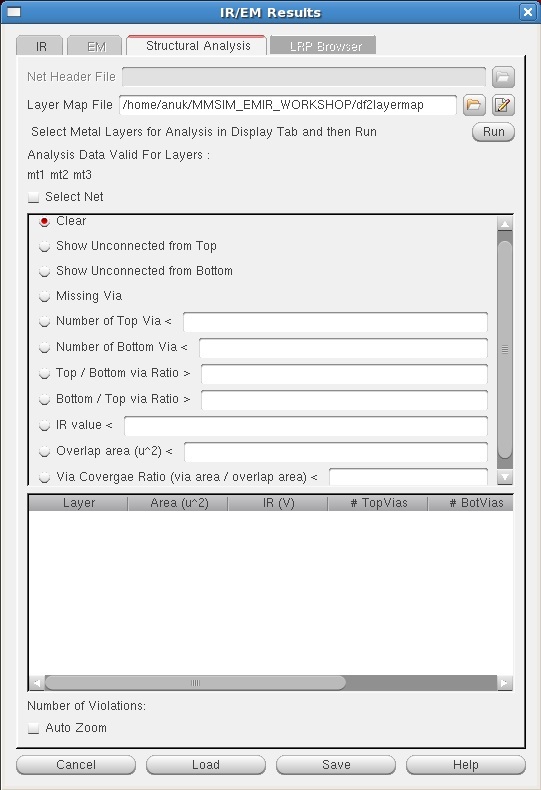 IR/EM Results
IR EM Structural Analysis LRP Browser
Net Header File
Layer Map File /home/anuk/MMSIM_EMIR_WORKSHOP/df2layermap
Select Metal Layers for Analysis in Display Tab and then Run Run
Analysis Data Valid For Layers :
mt1 mt2 mt3
Select Net
Clear
Show Unconnected from Top
Show Unconnected from Bottom
Missing Via
Number of Top Via <
Number of Bottom Via <
Top / Bottom via Ratio >
Bottom / Top via Ratio >
IR value <
Overlap area (u^2) <
Via Covergae Ratio (via area / overlap area) <
Layer Area (u^2) IR (V) # TopVias # BotVias
Number of Violations:
Auto Zoom
Cancel Load Save Help